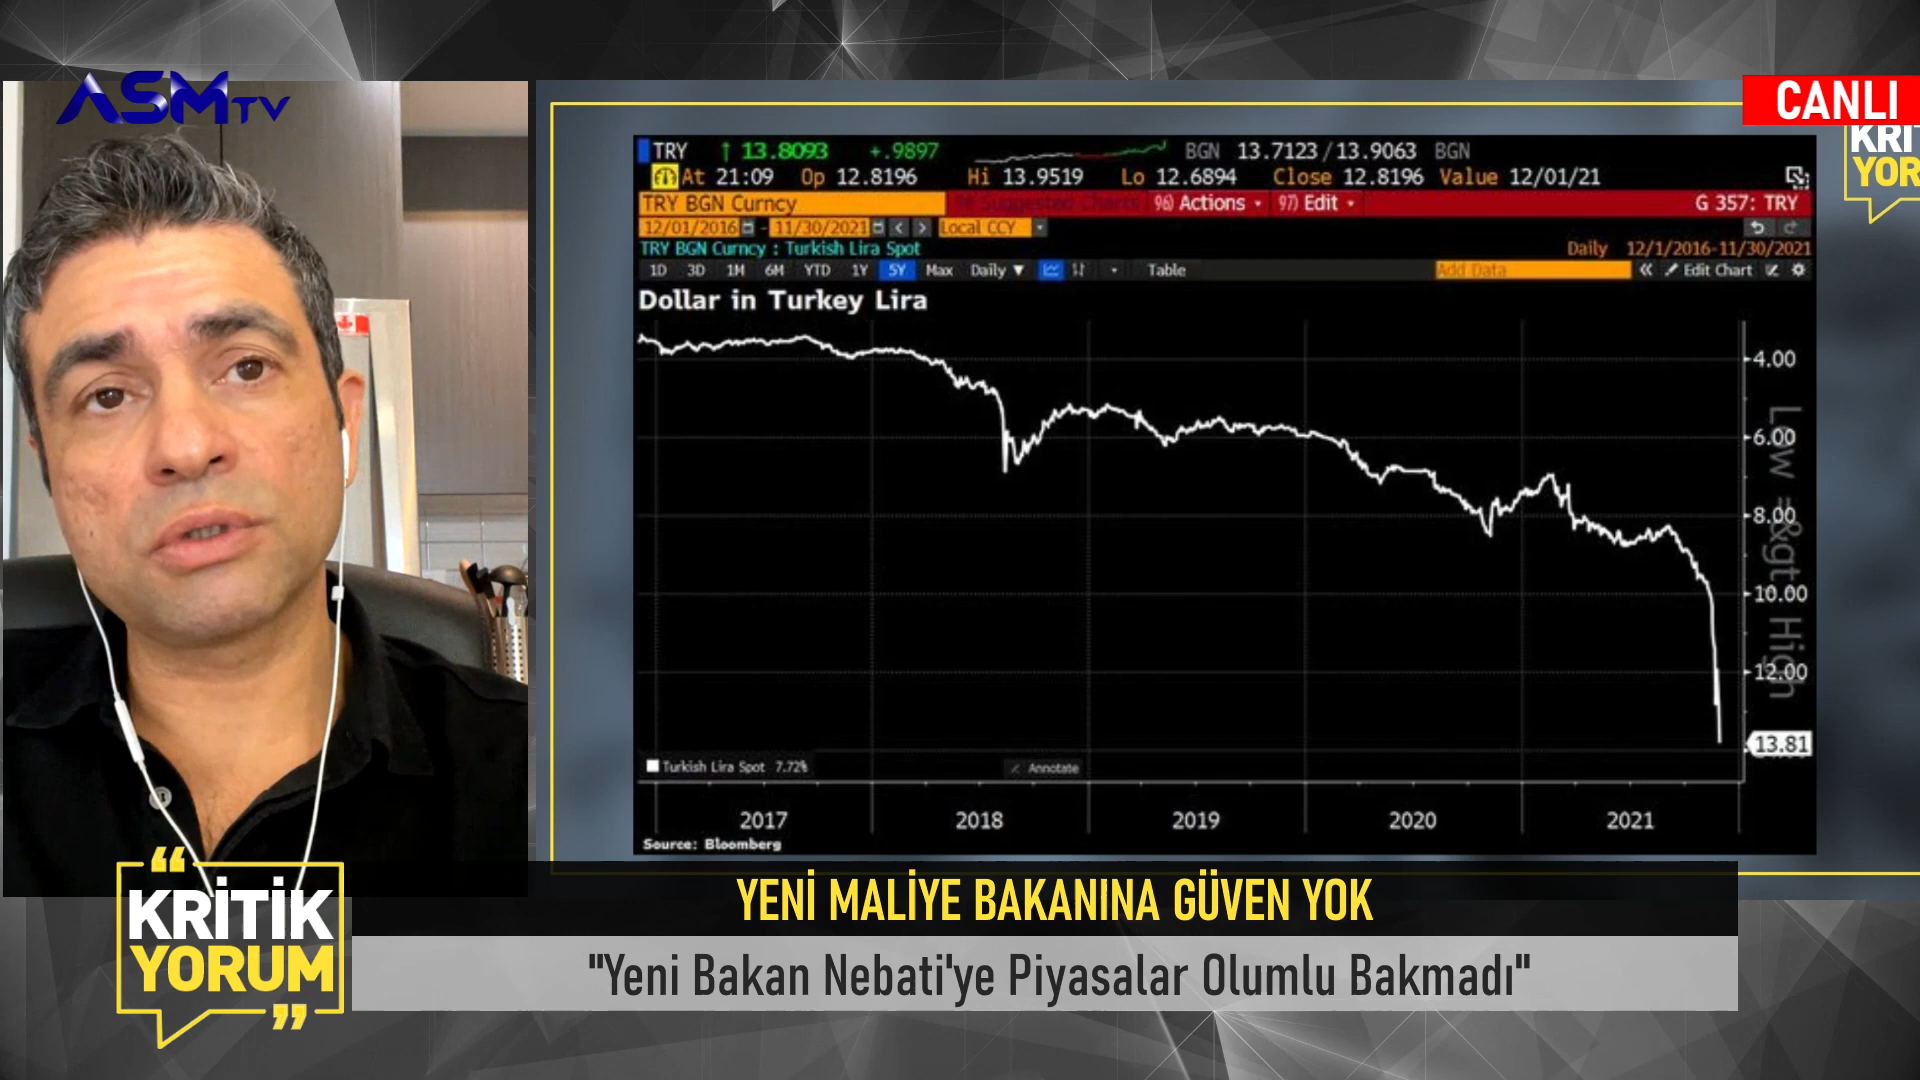 ASMTV
CANLI
KRİT
YOR
TRY ↑ 13.8093 +.9897 BGN 13.7123/13.9063 BGN
At 21:09 Op 12.8196 Hi 13.9519 Lo 12.6894 Close 12.8196 Value 12/01/21
TRY BGN Curncy 96) Actions 97) Edit G 357: TRY
12/01/2016 - 11/30/2021 < > Local CCY
TRY BGN Curncy : Turkish Lira Spot Daily 12/1/2016-11/30/2021
1D 3D 1M 6M YTD 1Y 5Y Max Daily ▼ Table Add Data « Edit Chart
Dollar in Turkey Lira
4.00
6.00
8.00
10.00
12.00
13.81
Low =&gt High
Turkish Lira Spot 7.72%
Annotate
2017 2018 2019 2020 2021
Source: Bloomberg
YENİ MALİYE BAKANINA GÜVEN YOK
"Yeni Bakan Nebati'ye Piyasalar Olumlu Bakmadı"
“
KRİTİK
YORUM
”